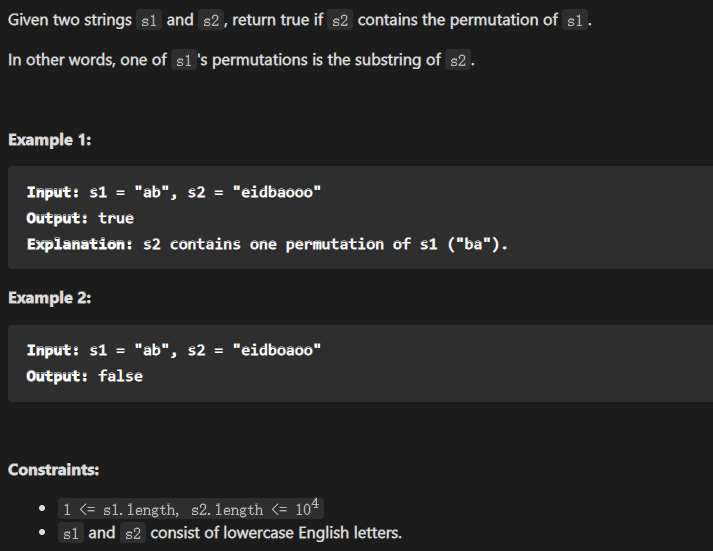 Given two strings s1 and s2, return true if s2 contains the permutation of s1.
In other words, one of s1's permutations is the substring of s2.
Example 1:
Input: s1 = "ab", s2 = "eidbaooo"
Output: true
Explanation: s2 contains one permutation of s1 ("ba").
Example 2:
Input: s1 = "ab", s2 = "eidboaoo"
Output: false
Constraints:
• 1 <= s1.length, s2.length <= 10⁴
• s1 and s2 consist of lowercase English letters.